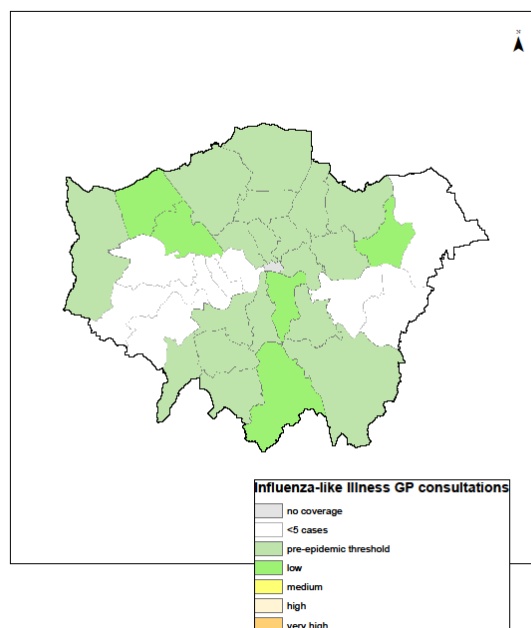 N
Influenza-like Illness GP consultations
no coverage
<5 cases
pre-epidemic threshold
low
medium
high
very high